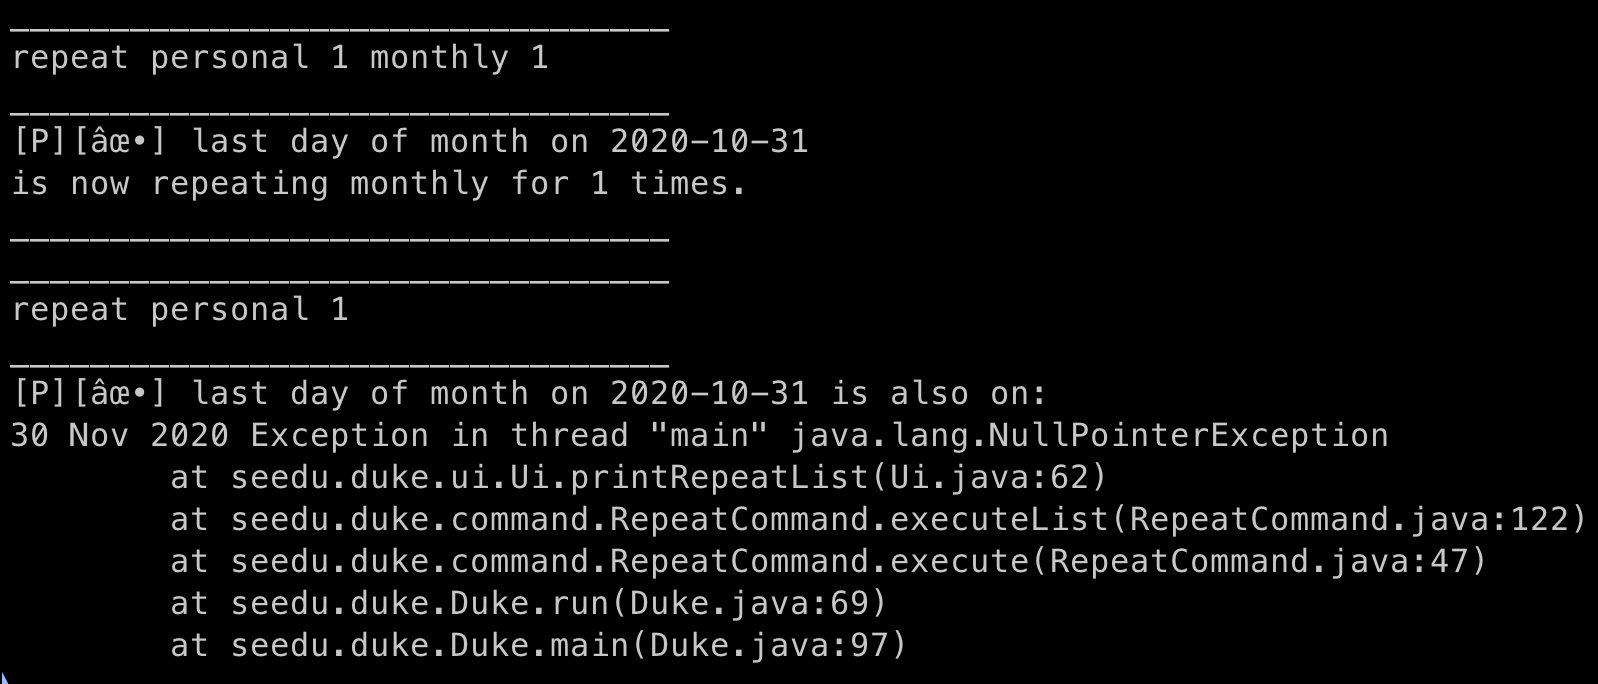 _________________________________
repeat personal 1 monthly 1
_________________________________
[P][âœ•] last day of month on 2020-10-31
is now repeating monthly for 1 times.
_________________________________
_________________________________
repeat personal 1
_________________________________
[P][âœ•] last day of month on 2020-10-31 is also on:
30 Nov 2020 Exception in thread "main" java.lang.NullPointerException
        at seedu.duke.ui.Ui.printRepeatList(Ui.java:62)
        at seedu.duke.command.RepeatCommand.executeList(RepeatCommand.java:122)
        at seedu.duke.command.RepeatCommand.execute(RepeatCommand.java:47)
        at seedu.duke.Duke.run(Duke.java:69)
        at seedu.duke.Duke.main(Duke.java:97)